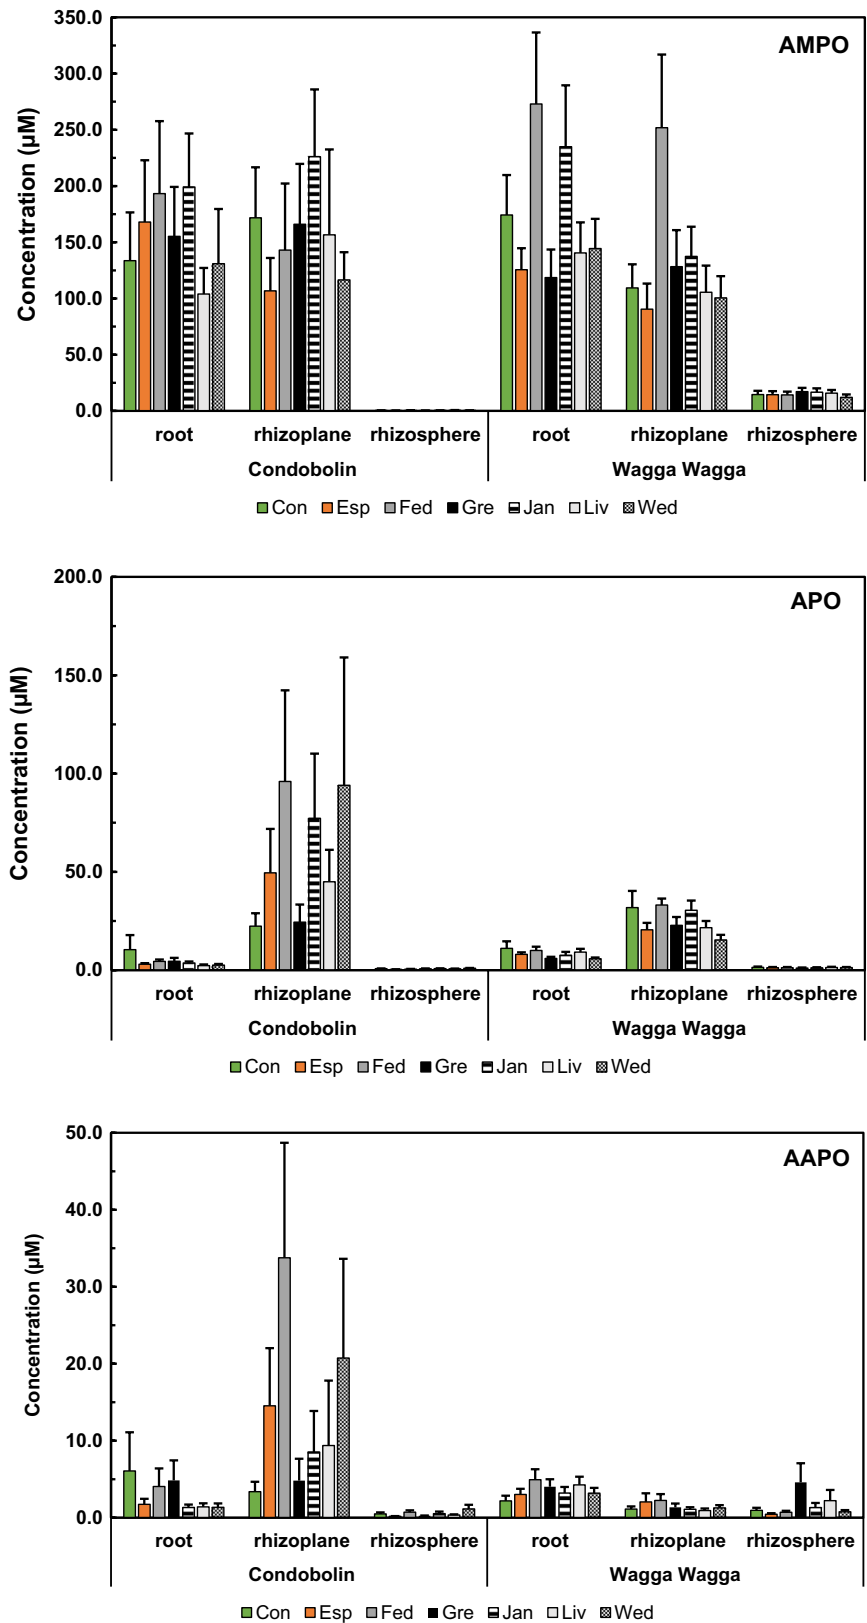 AMPO
350.0
300.0
250.0
200.0
150.0
100.0
50.0
0.0
Concentration (µM)
root rhizoplane rhizosphere root rhizoplane rhizosphere
Condobolin Wagga Wagga
Con Esp Fed Gre Jan Liv Wed
APO
200.0
150.0
100.0
50.0
0.0
Concentration (µM)
root rhizoplane rhizosphere root rhizoplane rhizosphere
Condobolin Wagga Wagga
Con Esp Fed Gre Jan Liv Wed
AAPO
50.0
40.0
30.0
20.0
10.0
0.0
Concentration (µM)
root rhizoplane rhizosphere root rhizoplane rhizosphere
Condobolin Wagga Wagga
Con Esp Fed Gre Jan Liv Wed